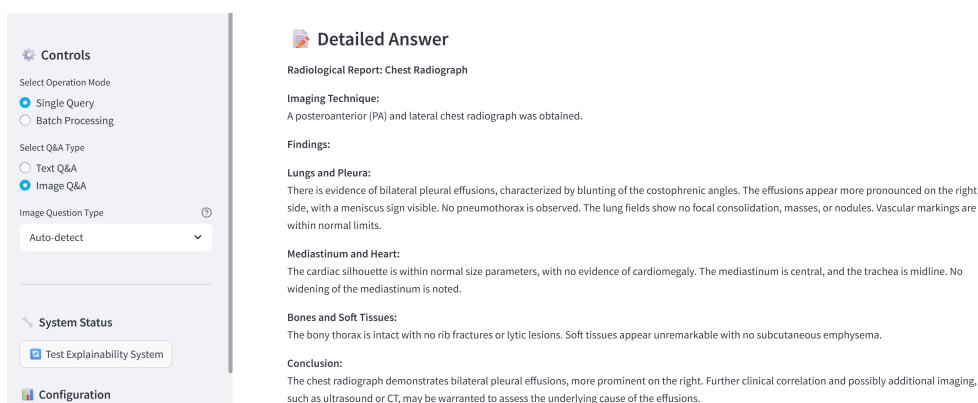 Controls
Select Operation Mode
Single Query
Batch Processing
Select Q&A Type
Text Q&A
Image Q&A
Image Question Type
Auto-detect
System Status
Test Explainability System
Configuration
Detailed Answer
Radiological Report: Chest Radiograph
Imaging Technique:
A posteroanterior (PA) and lateral chest radiograph was obtained.
Findings:
Lungs and Pleura:
There is evidence of bilateral pleural effusions, characterized by blunting of the costophrenic angles. The effusions appear more pronounced on the right
side, with a meniscus sign visible. No pneumothorax is observed. The lung fields show no focal consolidation, masses, or nodules. Vascular markings are
within normal limits.
Mediastinum and Heart:
The cardiac silhouette is within normal size parameters, with no evidence of cardiomegaly. The mediastinum is central, and the trachea is midline. No
widening of the mediastinum is noted.
Bones and Soft Tissues:
The bony thorax is intact with no rib fractures or lytic lesions. Soft tissues appear unremarkable with no subcutaneous emphysema.
Conclusion:
The chest radiograph demonstrates bilateral pleural effusions, more prominent on the right. Further clinical correlation and possibly additional imaging,
such as ultrasound or CT, may be warranted to assess the underlying cause of the effusions.